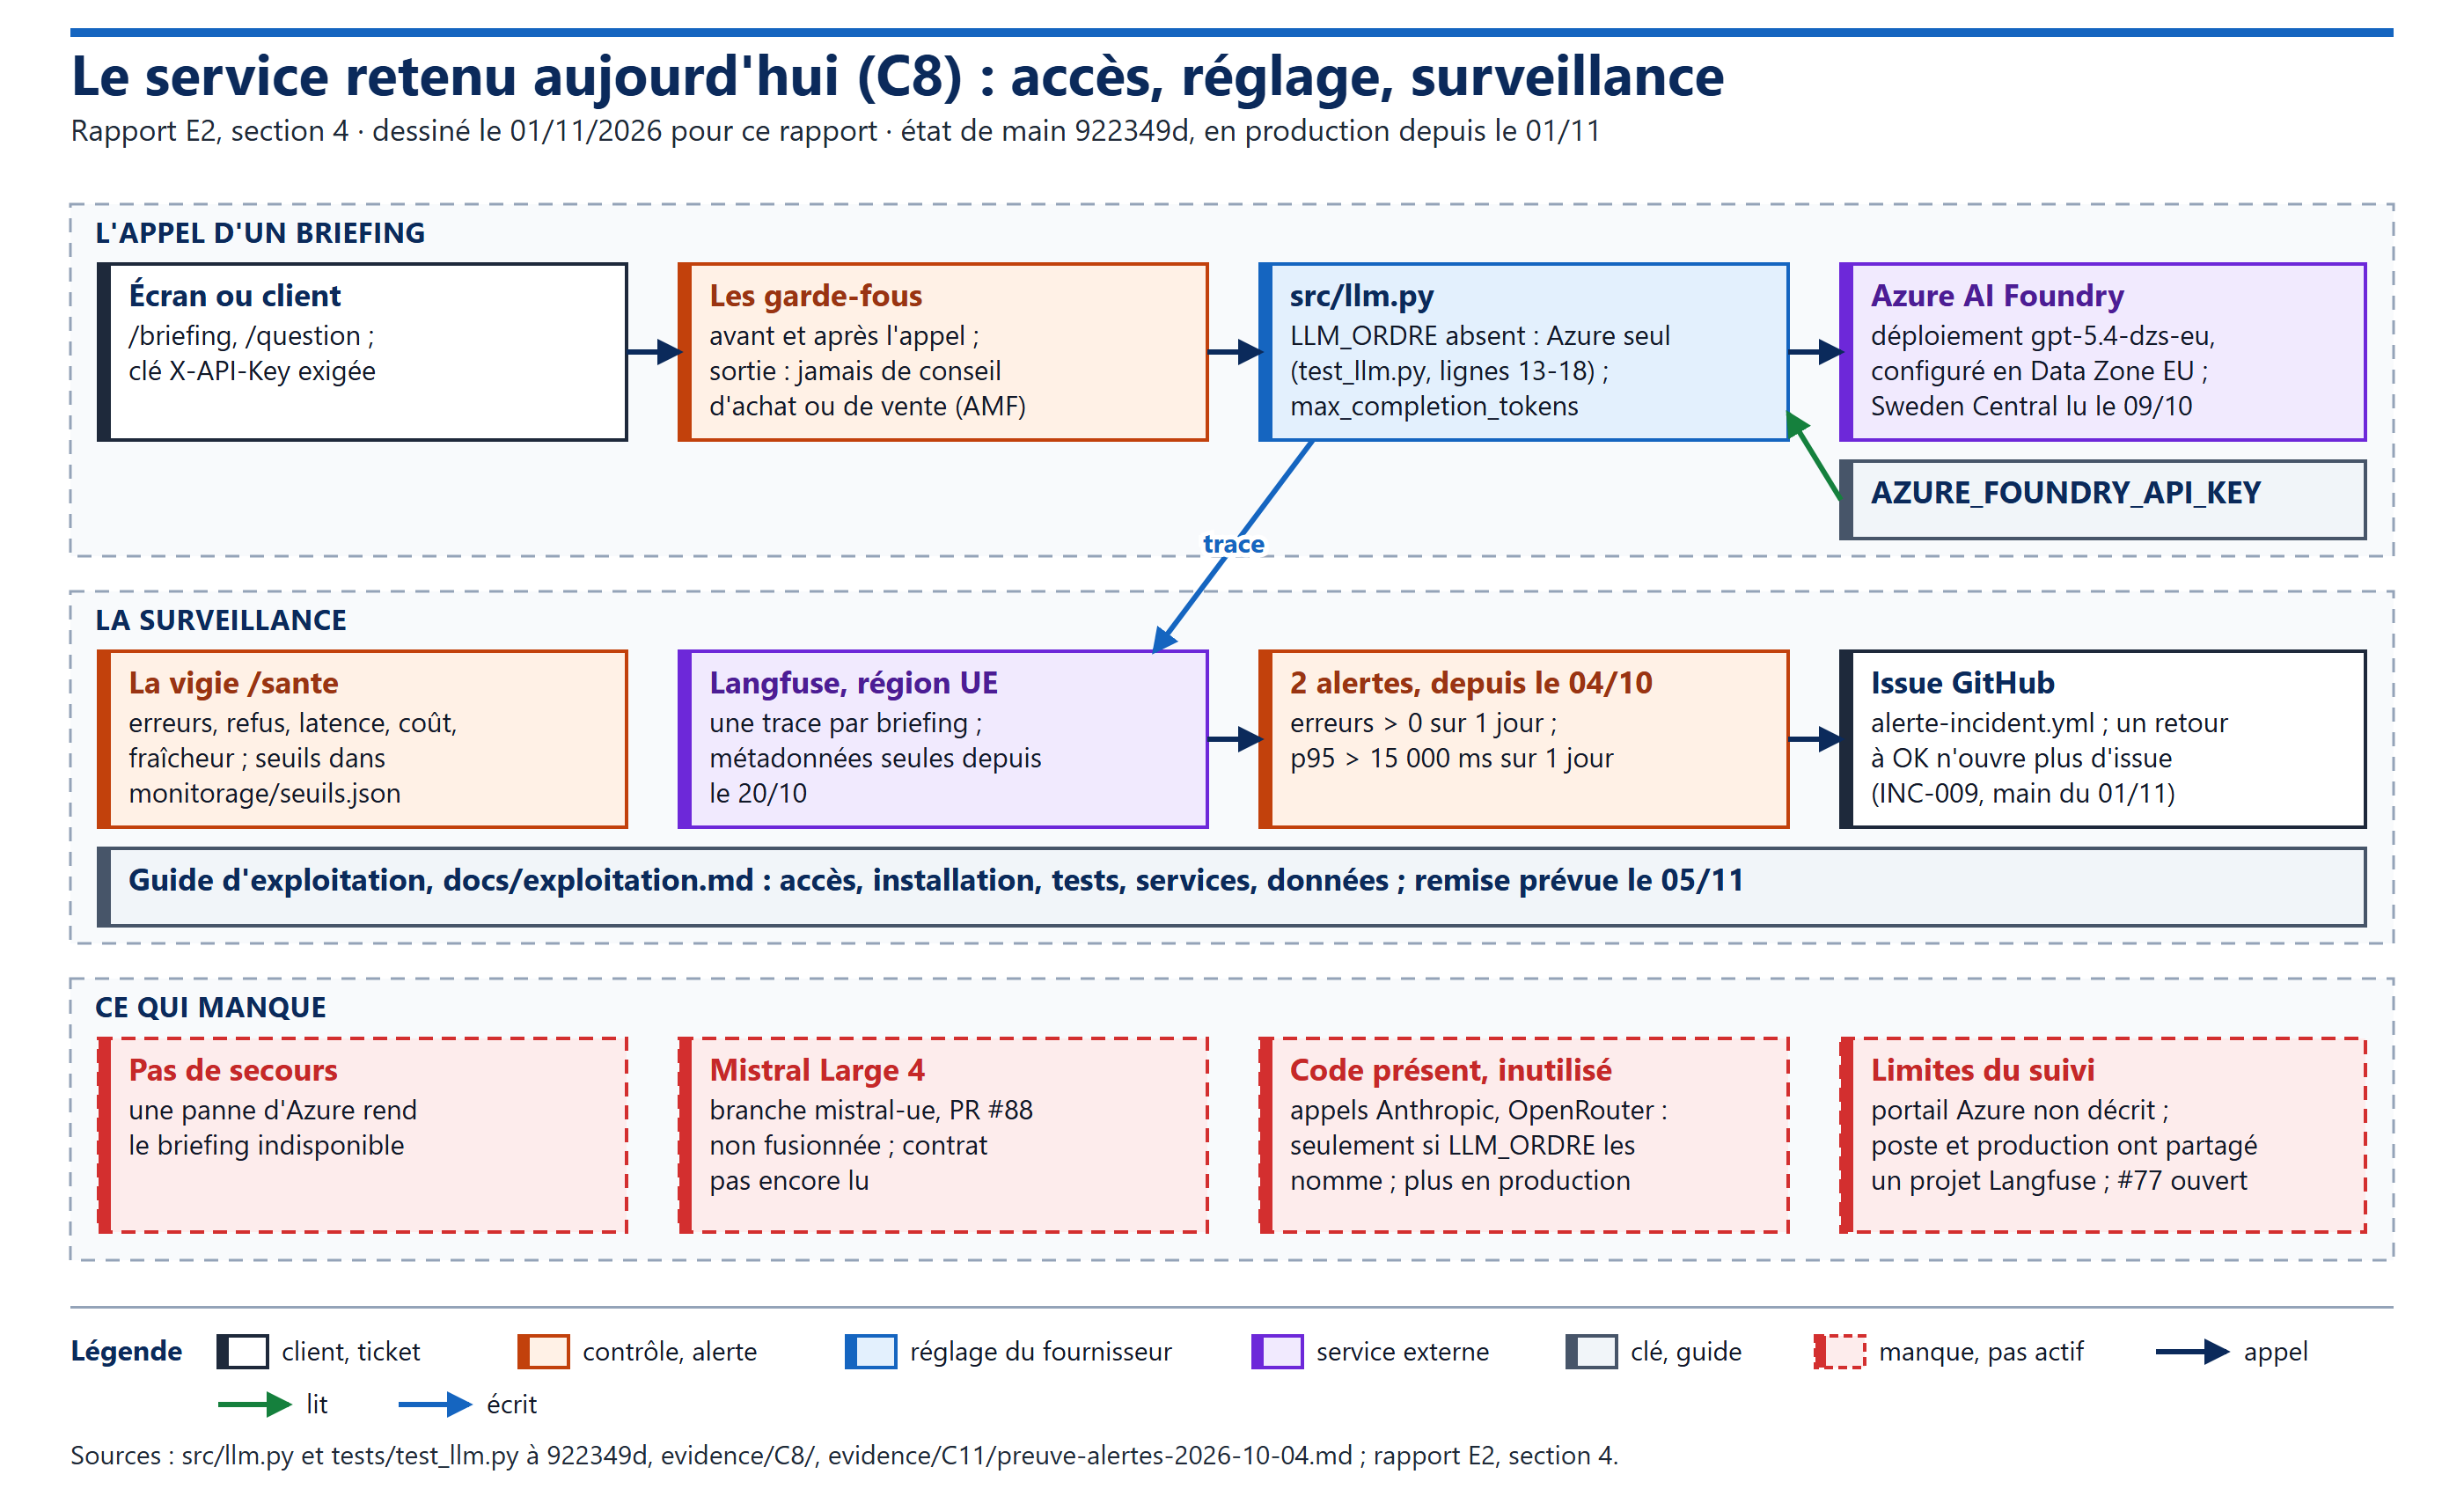 Le service retenu aujourd'hui (C8) : accès, réglage, surveillance
Rapport E2, section 4 · dessiné le 01/11/2026 pour ce rapport · état de main 922349d, en production depuis le 01/11
L'APPEL D'UN BRIEFING
Écran ou client
/briefing, /question ;
clé X-API-Key exigée
Les garde-fous
avant et après l'appel ;
sortie : jamais de conseil
d'achat ou de vente (AMF)
src/llm.py
LLM_ORDRE absent : Azure seul
(test_llm.py, lignes 13-18) ;
max_completion_tokens
Azure AI Foundry
déploiement gpt-5.4-dzs-eu,
configuré en Data Zone EU ;
Sweden Central lu le 09/10
AZURE_FOUNDRY_API_KEY
trace
LA SURVEILLANCE
La vigie /sante
erreurs, refus, latence, coût,
fraîcheur ; seuils dans
monitorage/seuils.json
Langfuse, région UE
une trace par briefing ;
métadonnées seules depuis
le 20/10
2 alertes, depuis le 04/10
erreurs > 0 sur 1 jour ;
p95 > 15 000 ms sur 1 jour
Issue GitHub
alerte-incident.yml ; un retour
à OK n'ouvre plus d'issue
(INC-009, main du 01/11)
Guide d'exploitation, docs/exploitation.md : accès, installation, tests, services, données ; remise prévue le 05/11
CE QUI MANQUE
Pas de secours
une panne d'Azure rend
le briefing indisponible
Mistral Large 4
branche mistral-ue, PR #88
non fusionnée ; contrat
pas encore lu
Code présent, inutilisé
appels Anthropic, OpenRouter :
seulement si LLM_ORDRE les
nomme ; plus en production
Limites du suivi
portail Azure non décrit ;
poste et production ont partagé
un projet Langfuse ; #77 ouvert
Légende
client, ticket
contrôle, alerte
réglage du fournisseur
service externe
clé, guide
manque, pas actif
appel
lit
écrit
Sources : src/llm.py et tests/test_llm.py à 922349d, evidence/C8/, evidence/C11/preuve-alertes-2026-10-04.md ; rapport E2, section 4.